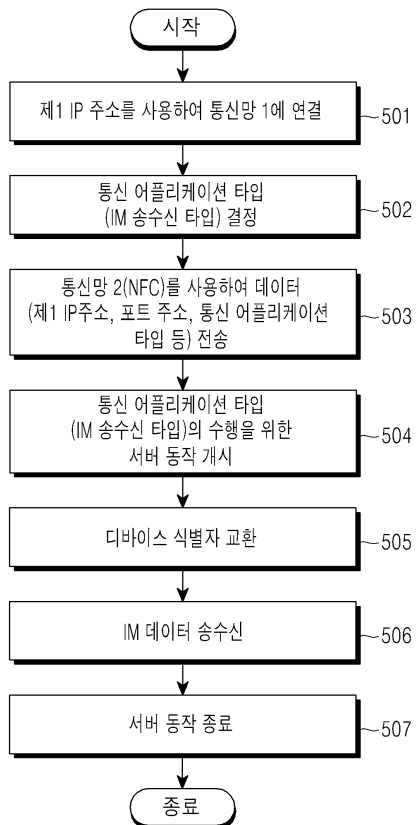 시작
제1 IP 주소를 사용하여 통신망 1에 연결
501
통신 어플리케이션 타입
(IM 송수신 타입) 결정
502
통신망 2(NFC)를 사용하여 데이터
(제1 IP주소, 포트 주소, 통신 어플리케이션
타입 등) 전송
503
통신 어플리케이션 타입
(IM 송수신 타입)의 수행을 위한
서버 동작 개시
504
디바이스 식별자 교환
505
IM 데이터 송수신
506
서버 동작 종료
507
종료